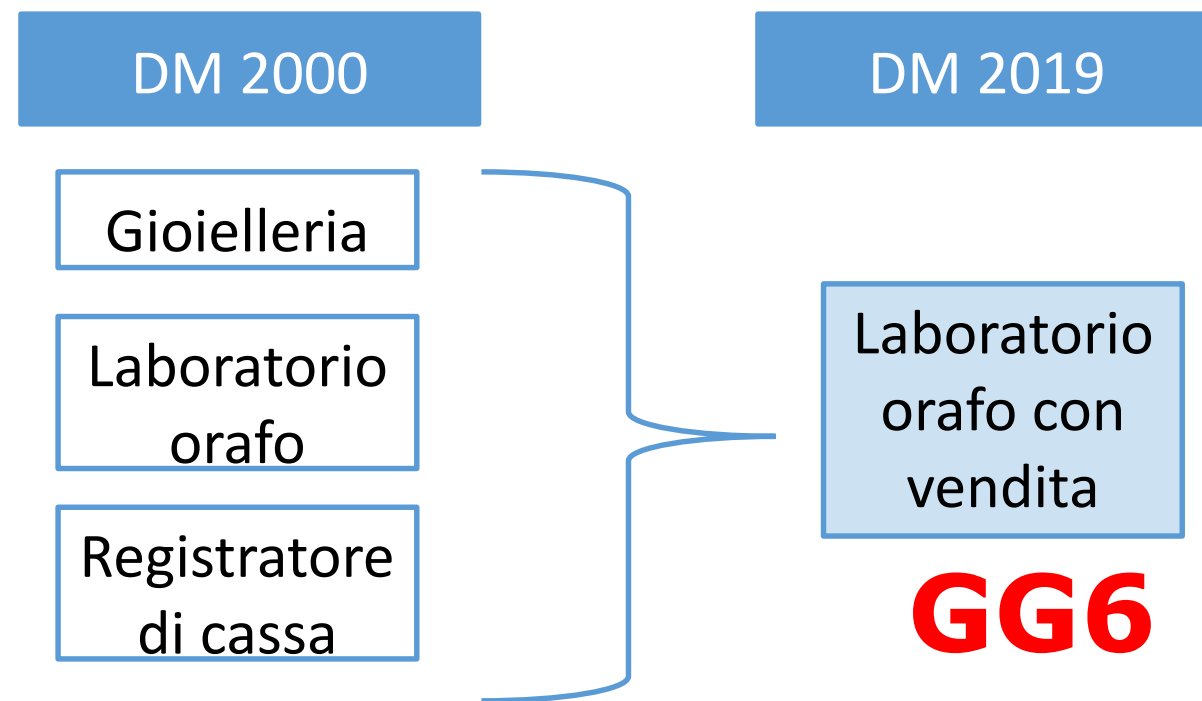 DM 2000
DM 2019
Gioielleria
Laboratorio
orafo
Registratore
di cassa
Laboratorio
orafo con
vendita
GG6